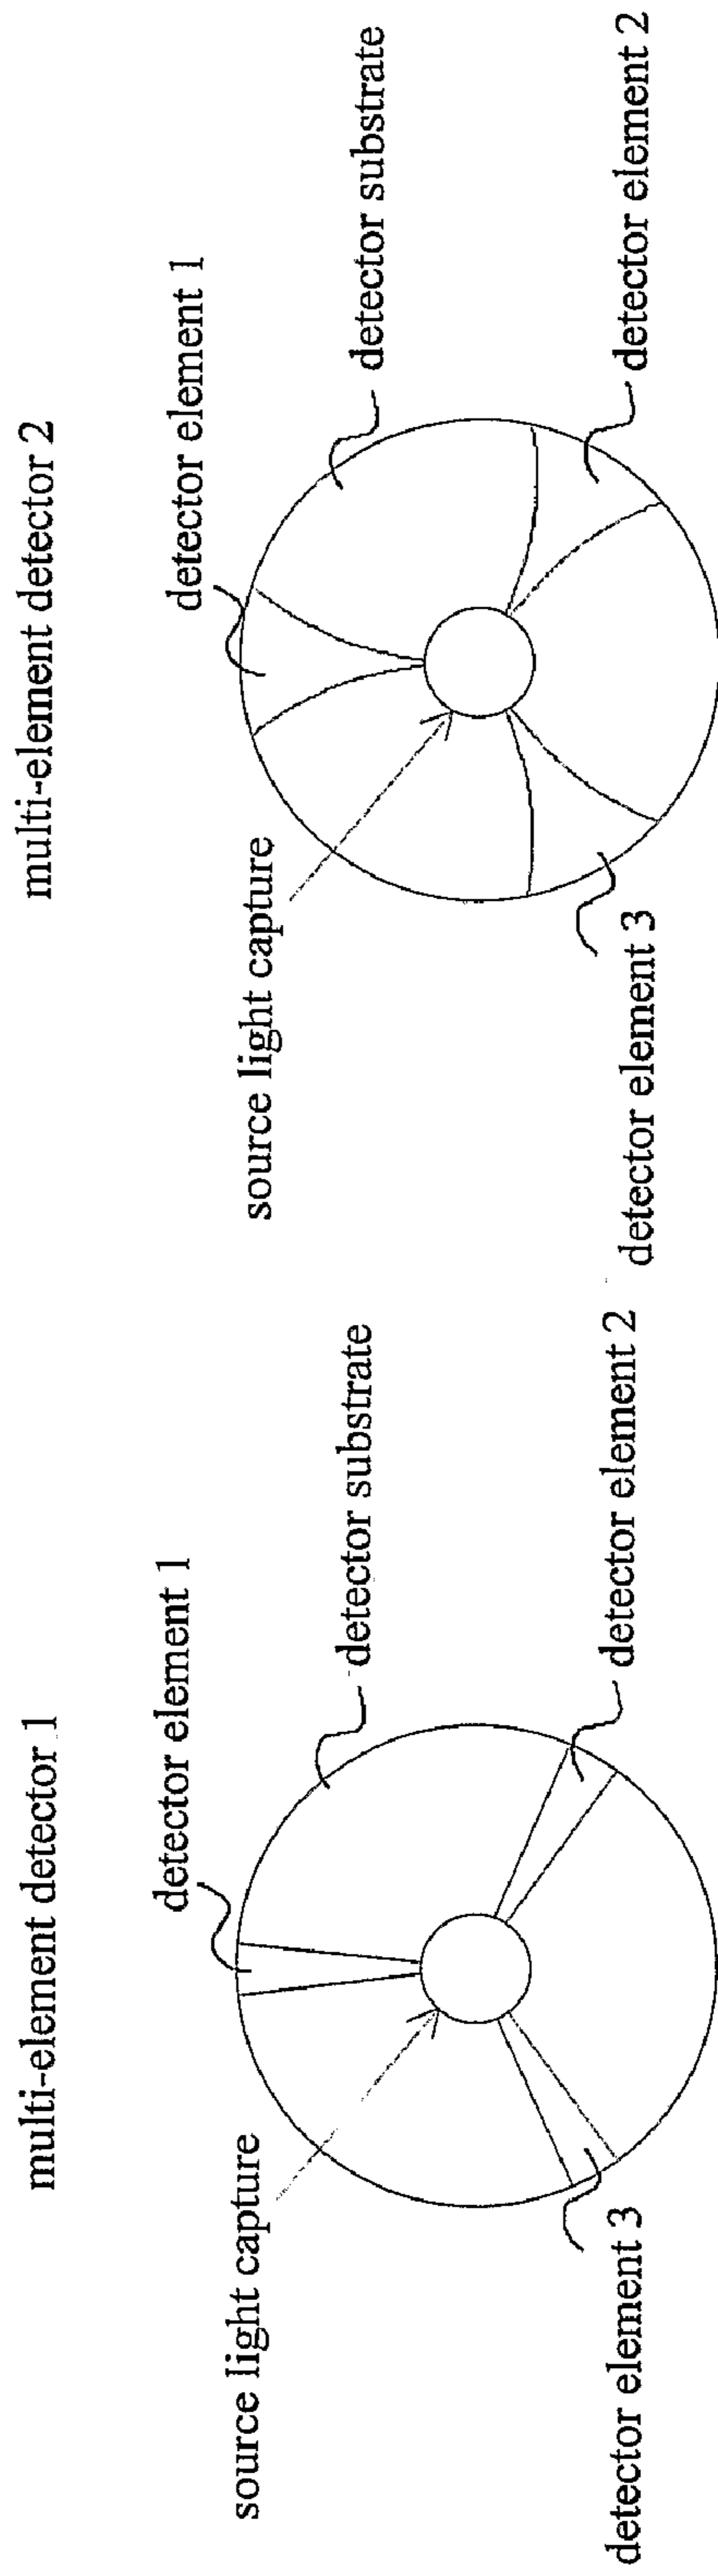 multi-element detector 1
detector element 1
detector substrate
source light capture
detector element 3
detector element 2
multi-element detector 2
detector element 1
detector substrate
source light capture
detector element 3
detector element 2